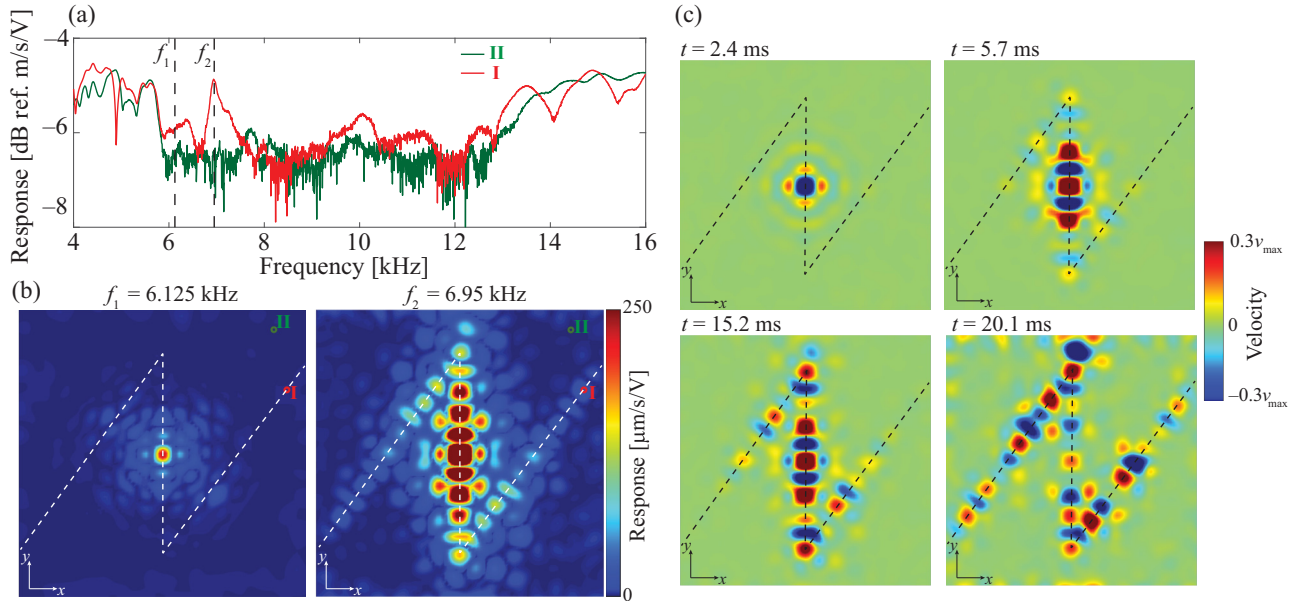 (a)
Response [dB ref. m/s/V]
−4
−6
−8
f1
f2
II
I
4
6
8
10
12
14
16
Frequency [kHz]
(b)
f1 = 6.125 kHz
II
I
y
x
f2 = 6.95 kHz
II
I
y
x
250
Response [μm/s/V]
0
(c)
t = 2.4 ms
y
x
t = 5.7 ms
y
x
t = 15.2 ms
y
x
t = 20.1 ms
y
x
0.3vmax
0
−0.3vmax
Velocity